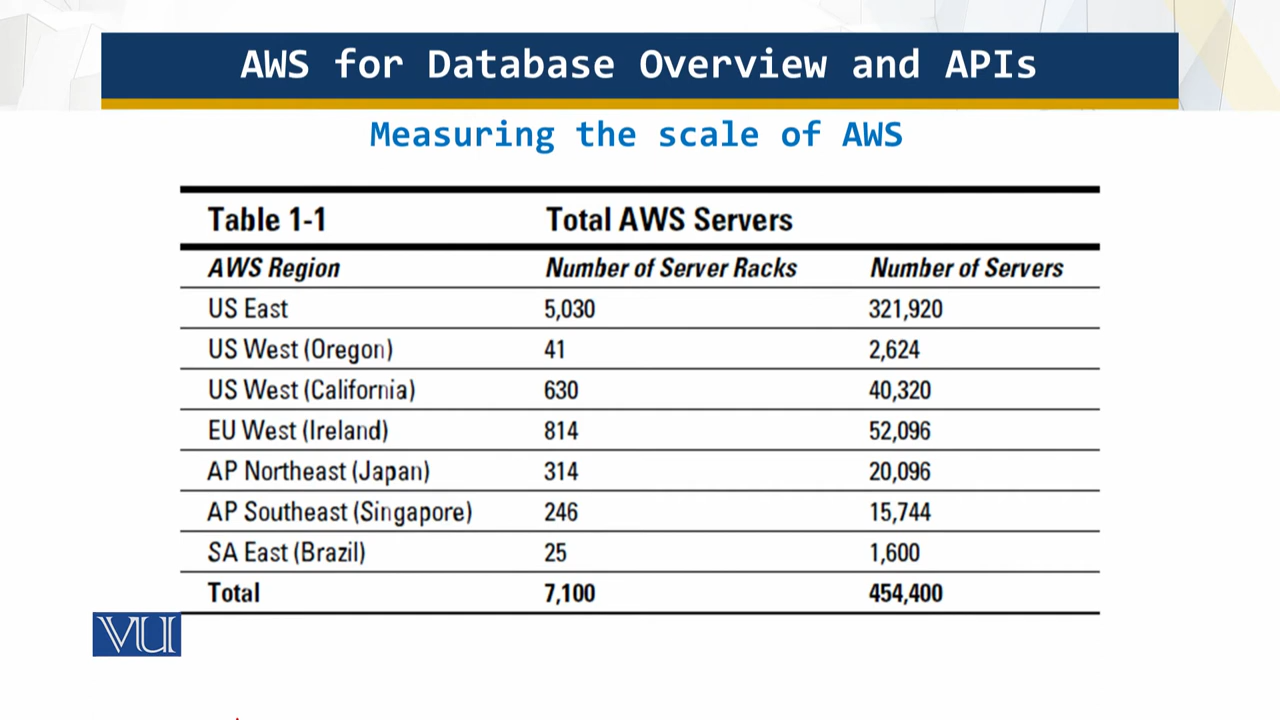 AWS for Database Overview and APIs
Measuring the scale of AWS
Table 1-1 Total AWS Servers
AWS Region Number of Server Racks Number of Servers
US East 5,030 321,920
US West (Oregon) 41 2,624
US West (California) 630 40,320
EU West (Ireland) 814 52,096
AP Northeast (Japan) 314 20,096
AP Southeast (Singapore) 246 15,744
SA East (Brazil) 25 1,600
Total 7,100 454,400
VU